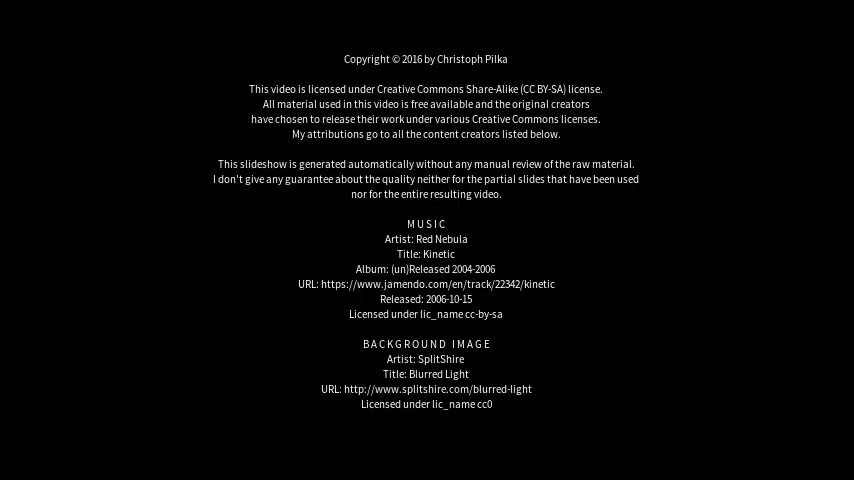 Copyright © 2016 by Christoph Pilka
This video is licensed under Creative Commons Share-Alike (CC BY-SA) license.
All material used in this video is free available and the original creators
have chosen to release their work under various Creative Commons licenses.
My attributions go to all the content creators listed below.
This slideshow is generated automatically without any manual review of the raw material.
I don't give any guarantee about the quality neither for the partial slides that have been used
nor for the entire resulting video.
MUSIC
Artist: Red Nebula
Title: Kinetic
Album: (un)Released 2004-2006
URL: https://www.jamendo.com/en/track/22342/kinetic
Released: 2006-10-15
Licensed under lic_name cc-by-sa
BACKGROUND IMAGE
Artist: SplitShire
Title: Blurred Light
URL: http://www.splitshire.com/blurred-light
Licensed under lic_name cc0